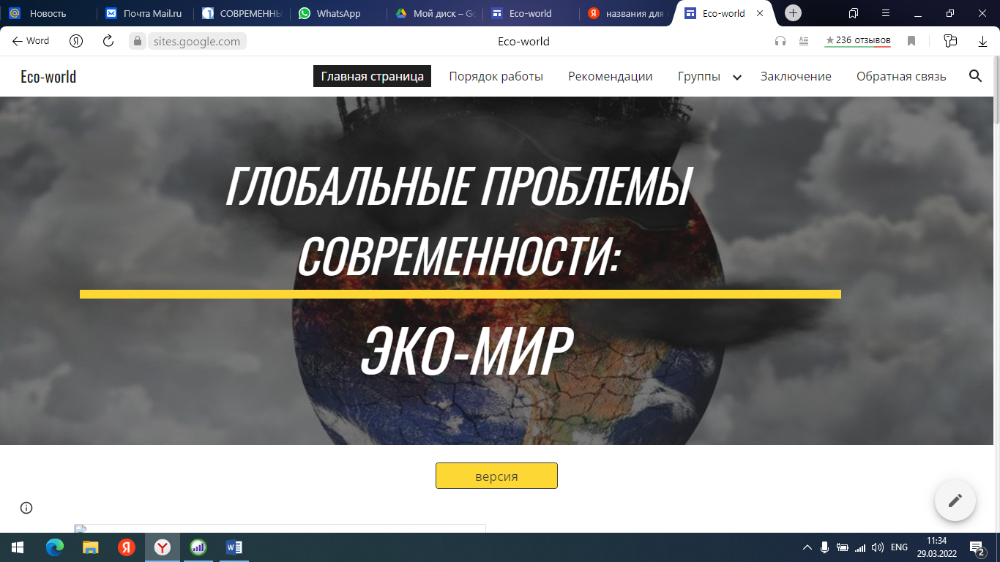 Новость
Почта Mail.ru
СОВРЕМЕННЫ
WhatsApp
Мой диск – Go
Eco-world
названия для
Eco-world
Word
sites.google.com
Eco-world
★236 отзывов
Eco-world
Главная страница
Порядок работы
Рекомендации
Группы
Заключение
Обратная связь
ГЛОБАЛЬНЫЕ ПРОБЛЕМЫ
СОВРЕМЕННОСТИ:
ЭКО-МИР
версия
ENG
11:34
29.03.2022
2